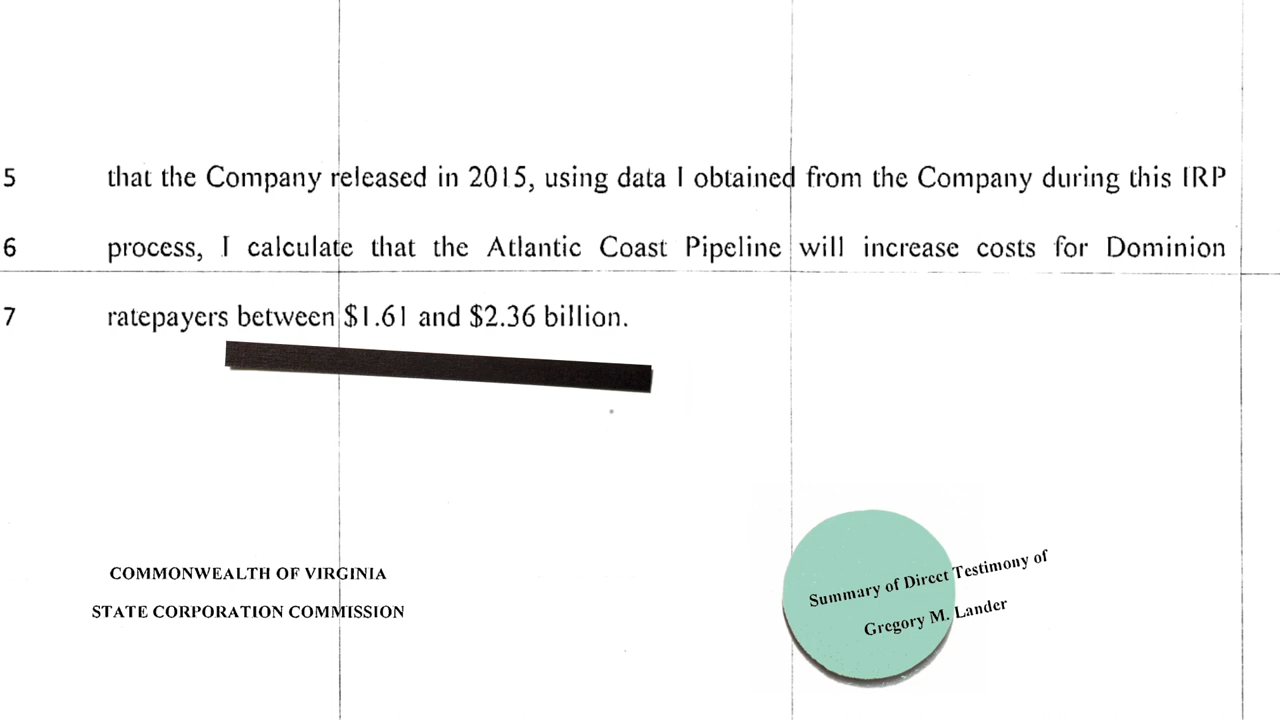 5 that the Company released in 2015, using data I obtained from the Company during this IRP
6 process, I calculate that the Atlantic Coast Pipeline will increase costs for Dominion
7 ratepayers between $1.61 and $2.36 billion.
COMMONWEALTH OF VIRGINIA
STATE CORPORATION COMMISSION
Summary of Direct Testimony of
Gregory M. Lander